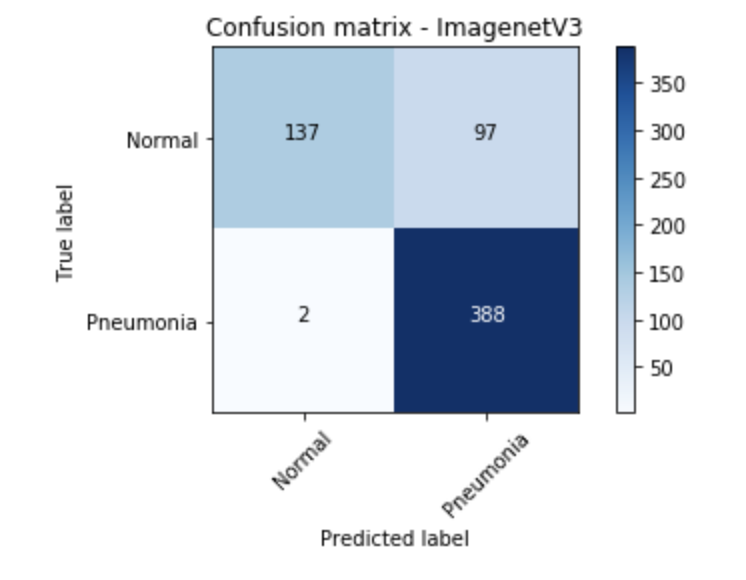 Confusion matrix - ImagenetV3
True label
Normal
137
97
Pneumonia
2
388
350
300
250
200
150
100
50
Normal
Pneumonia
Predicted label